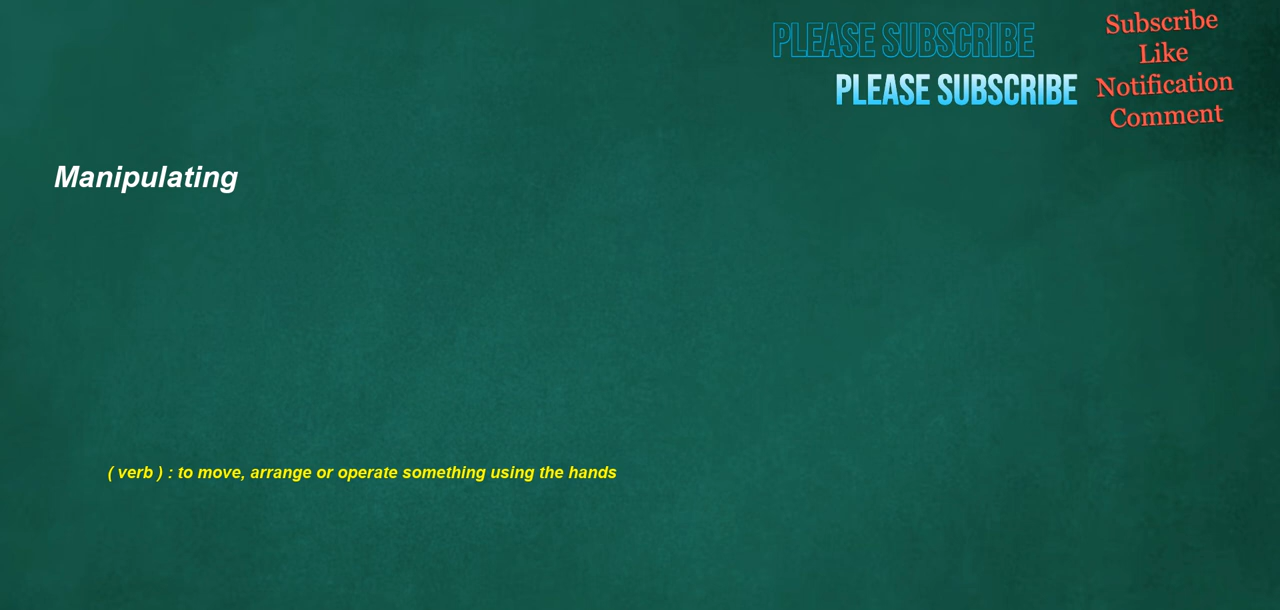 PLEASE SUBSCRIBE
PLEASE SUBSCRIBE
Subscribe
Like
Notification
Comment
Manipulating
( verb ) : to move, arrange or operate something using the hands